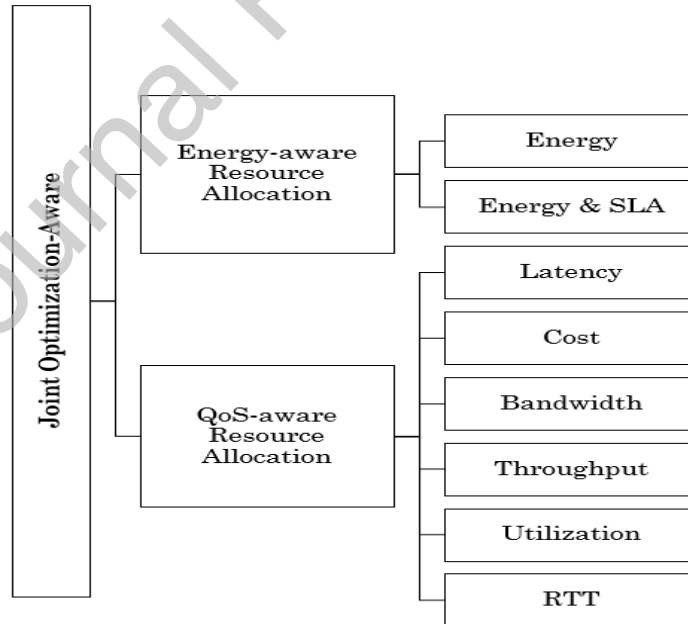 Joint Optimization-Aware
Energy-aware
Resource
Allocation
Energy
Energy & SLA
QoS-aware
Resource
Allocation
Latency
Cost
Bandwidth
Throughput
Utilization
RTT
ournal